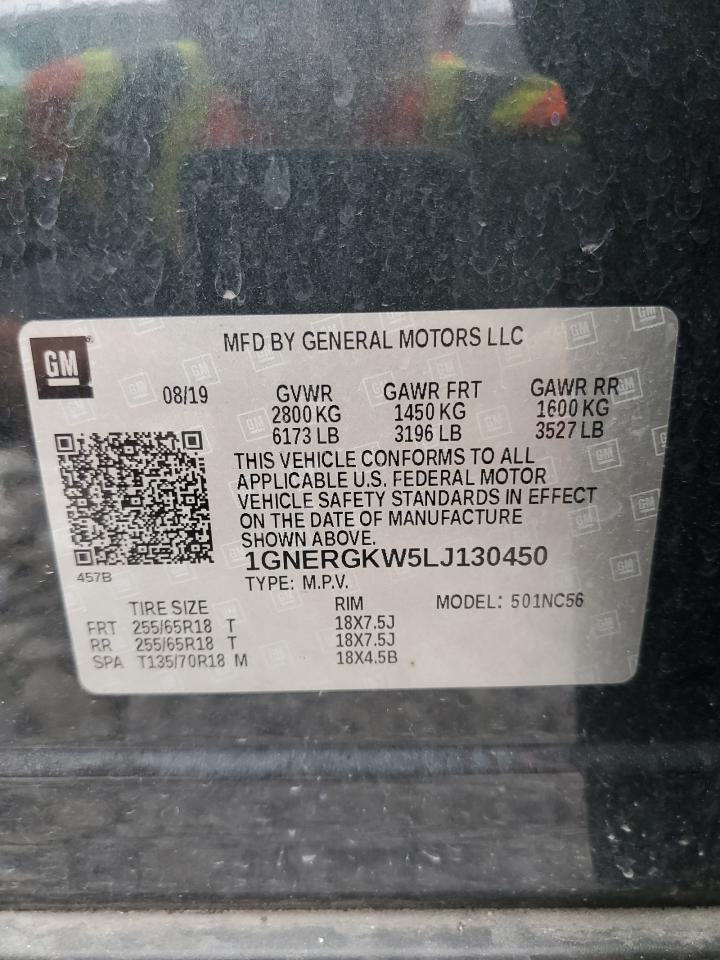 GM
MFD BY GENERAL MOTORS LLC
08/19 GVWR GAWR FRT GAWR RR
2800 KG 1450 KG 1600 KG
6173 LB 3196 LB 3527 LB
THIS VEHICLE CONFORMS TO ALL
APPLICABLE U.S. FEDERAL MOTOR
VEHICLE SAFETY STANDARDS IN EFFECT
ON THE DATE OF MANUFACTURE
SHOWN ABOVE.
1GNERGKW5LJ130450
457B
TYPE: M.P.V.
TIRE SIZE RIM MODEL: 501NC56
FRT 255/65R18 T 18X7.5J
RR 255/65R18 T 18X7.5J
SPA T135/70R18 M 18X4.5B